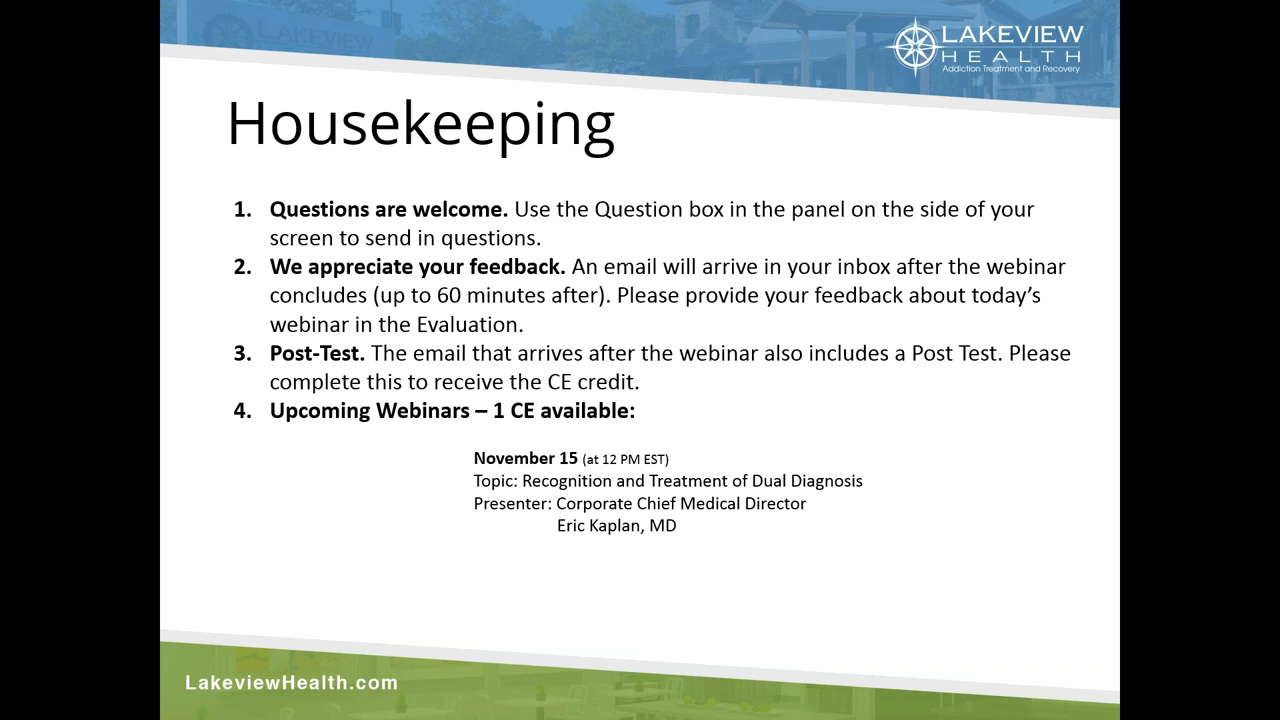 LAKEVIEW
HEALTH
Addiction Treatment and Recovery
Housekeeping
1. Questions are welcome. Use the Question box in the panel on the side of your
screen to send in questions.
2. We appreciate your feedback. An email will arrive in your inbox after the webinar
concludes (up to 60 minutes after). Please provide your feedback about today’s
webinar in the Evaluation.
3. Post-Test. The email that arrives after the webinar also includes a Post Test. Please
complete this to receive the CE credit.
4. Upcoming Webinars – 1 CE available:
November 15 (at 12 PM EST)
Topic: Recognition and Treatment of Dual Diagnosis
Presenter: Corporate Chief Medical Director
Eric Kaplan, MD
LakeviewHealth.com